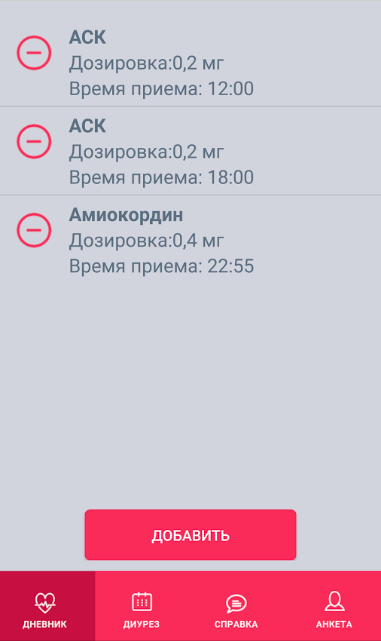 АСК
Дозировка:0,2 мг
Время приема: 12:00
АСК
Дозировка:0,2 мг
Время приема: 18:00
Амиокордин
Дозировка:0,4 мг
Время приема: 22:55
ДОБАВИТЬ
ДНЕВНИК ДИУРЕЗ СПРАВКА АНКЕТА